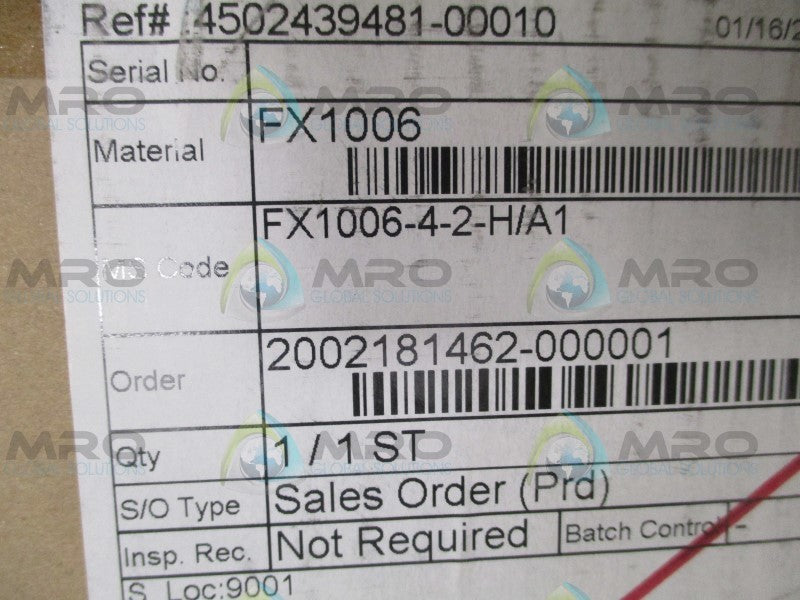 Ref# :4502439481-00010 01/16/2
Serial No.
Material FX1006
MS Code FX1006-4-2-H/A1
Order 2002181462-000001
Qty 1 / 1 ST
S/O Type Sales Order (Prd)
Insp. Rec. Not Required Batch Control -
S. Loc:9001
MRO
GLOBAL SOLUTIONS